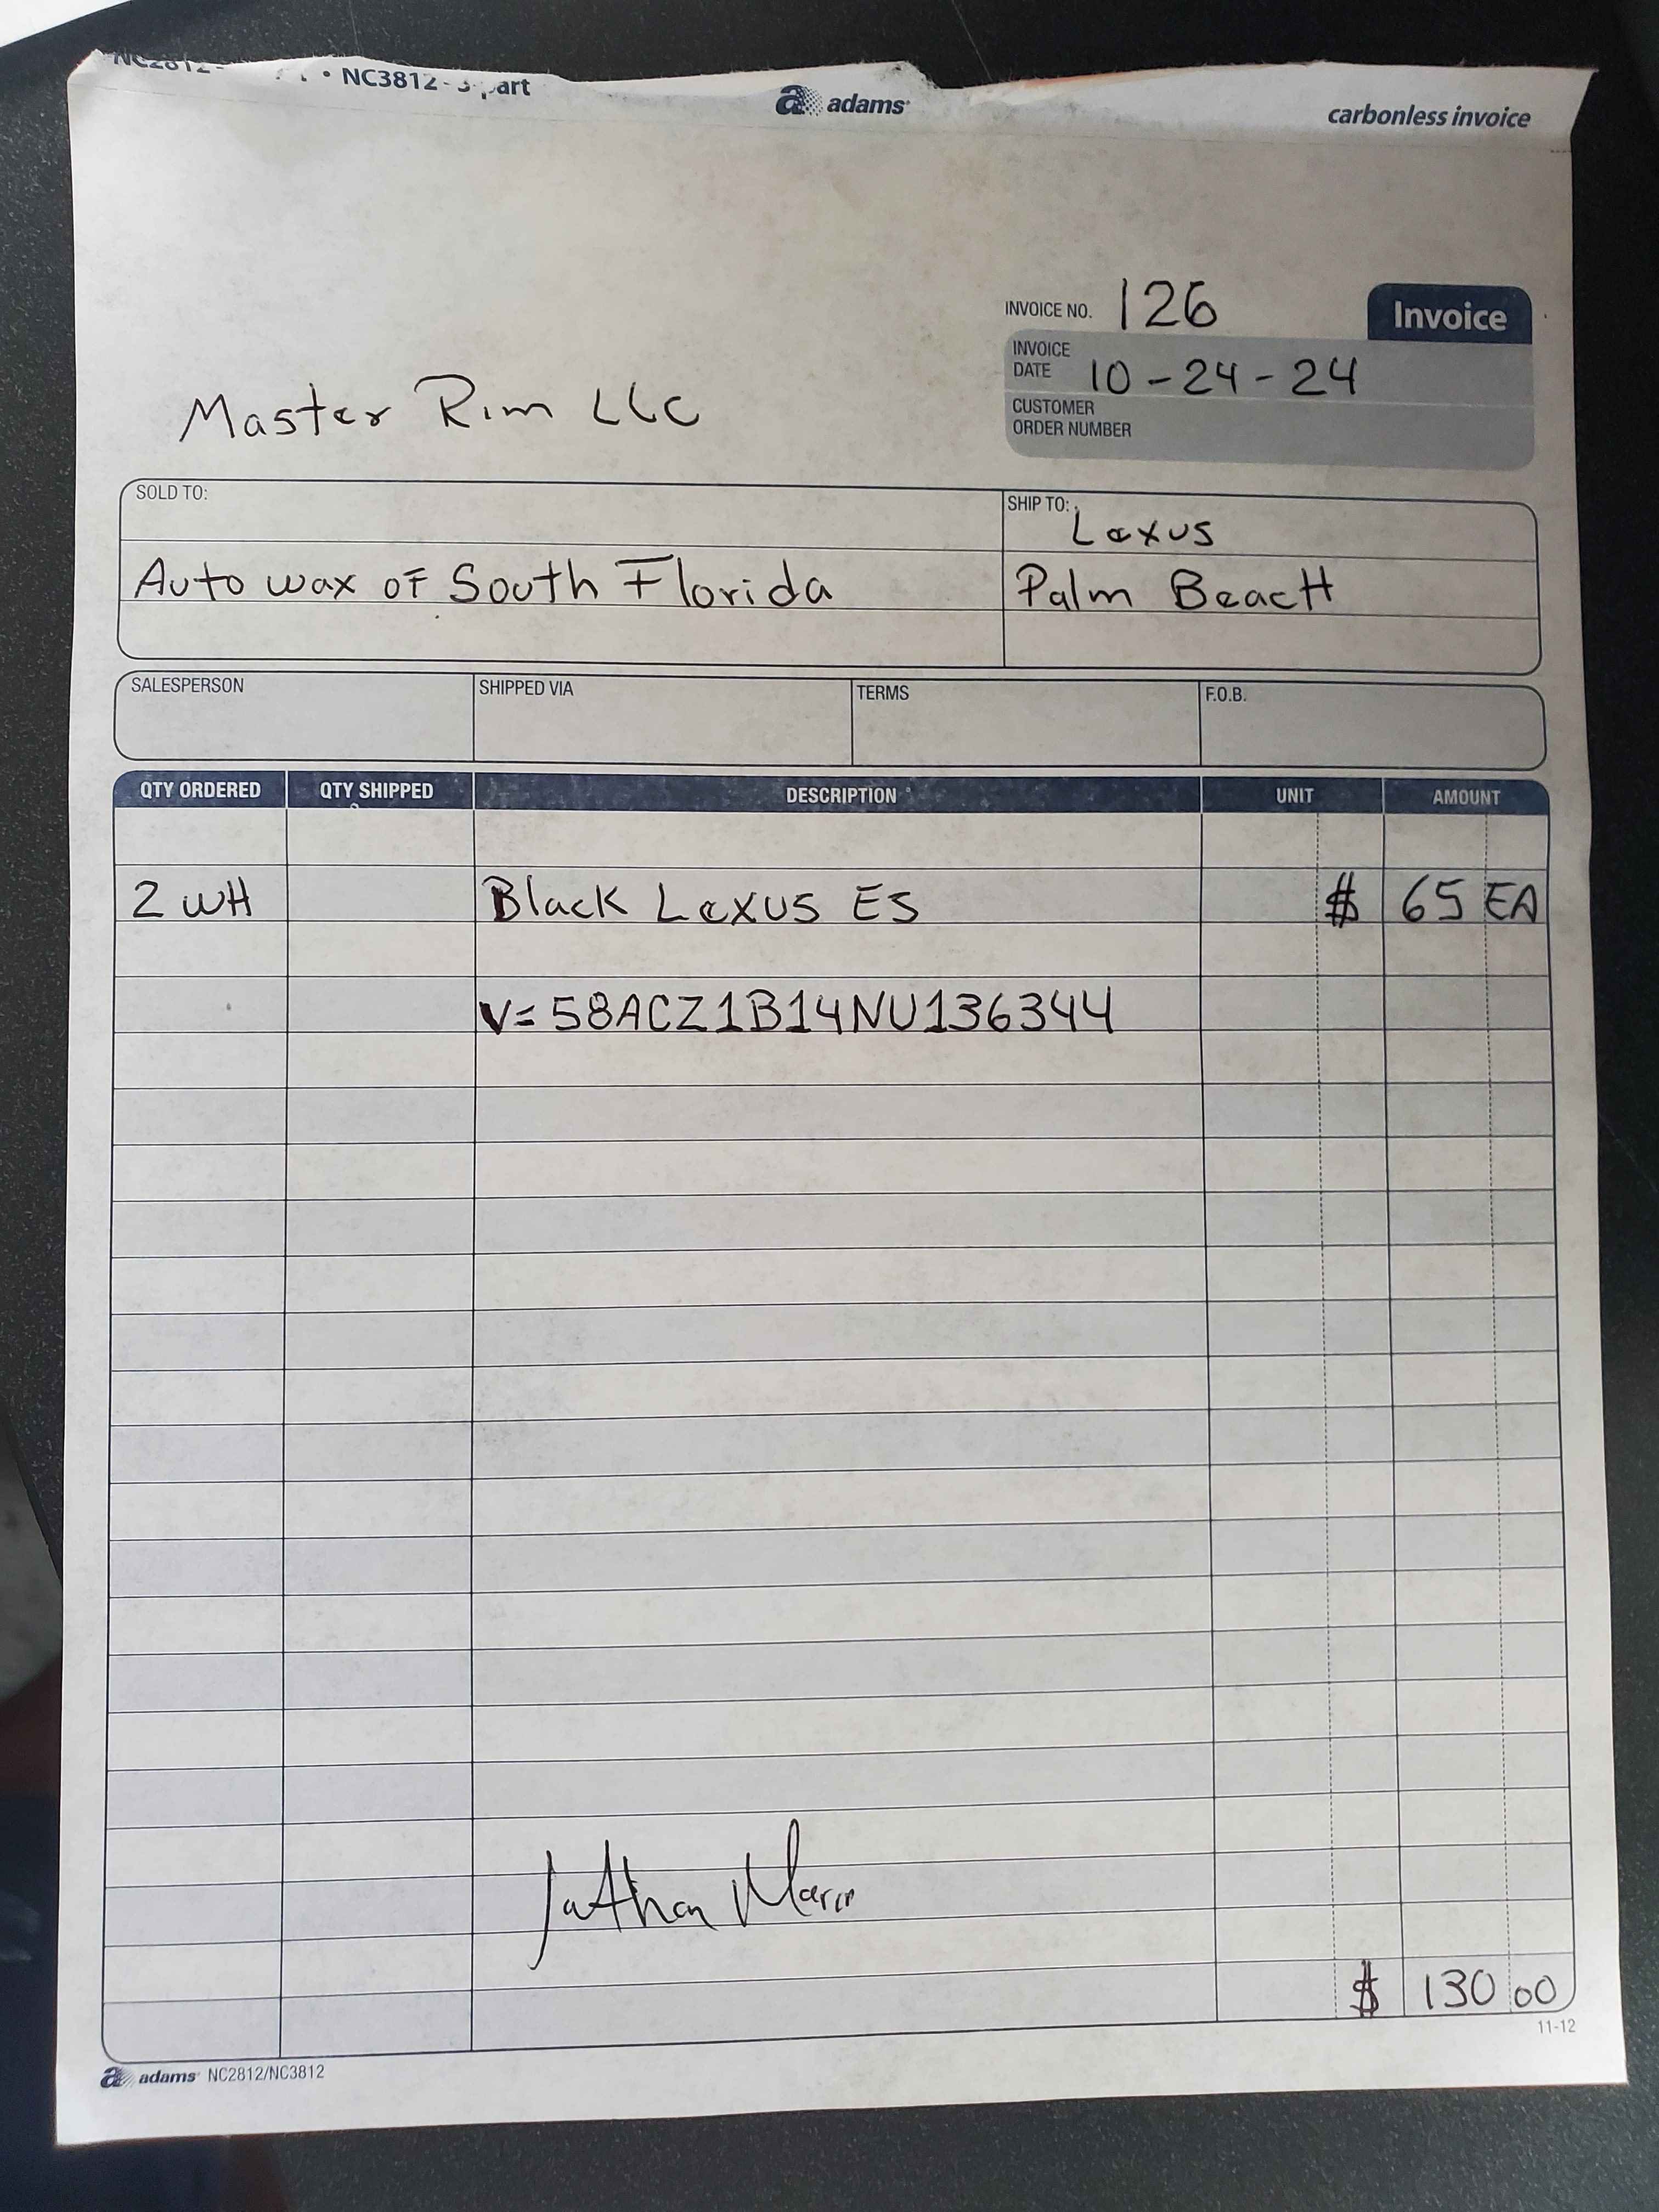 NC3812 -
adams
carbonless invoice
INVOICE NO. 126
Invoice
INVOICE DATE 10-24-24
CUSTOMER ORDER NUMBER
Master Rim LLC
SOLD TO:
SHIP TO: Lexus
Auto wax of South Florida
Palm BeacH
SALESPERSON SHIPPED VIA TERMS F.O.B.
QTY ORDERED QTY SHIPPED DESCRIPTION UNIT AMOUNT
2 WH Black Lexus ES $ 65 EA
V= 58ACZ1B14NU136344
$ 130 00
11-12
adams NC2812/NC3812